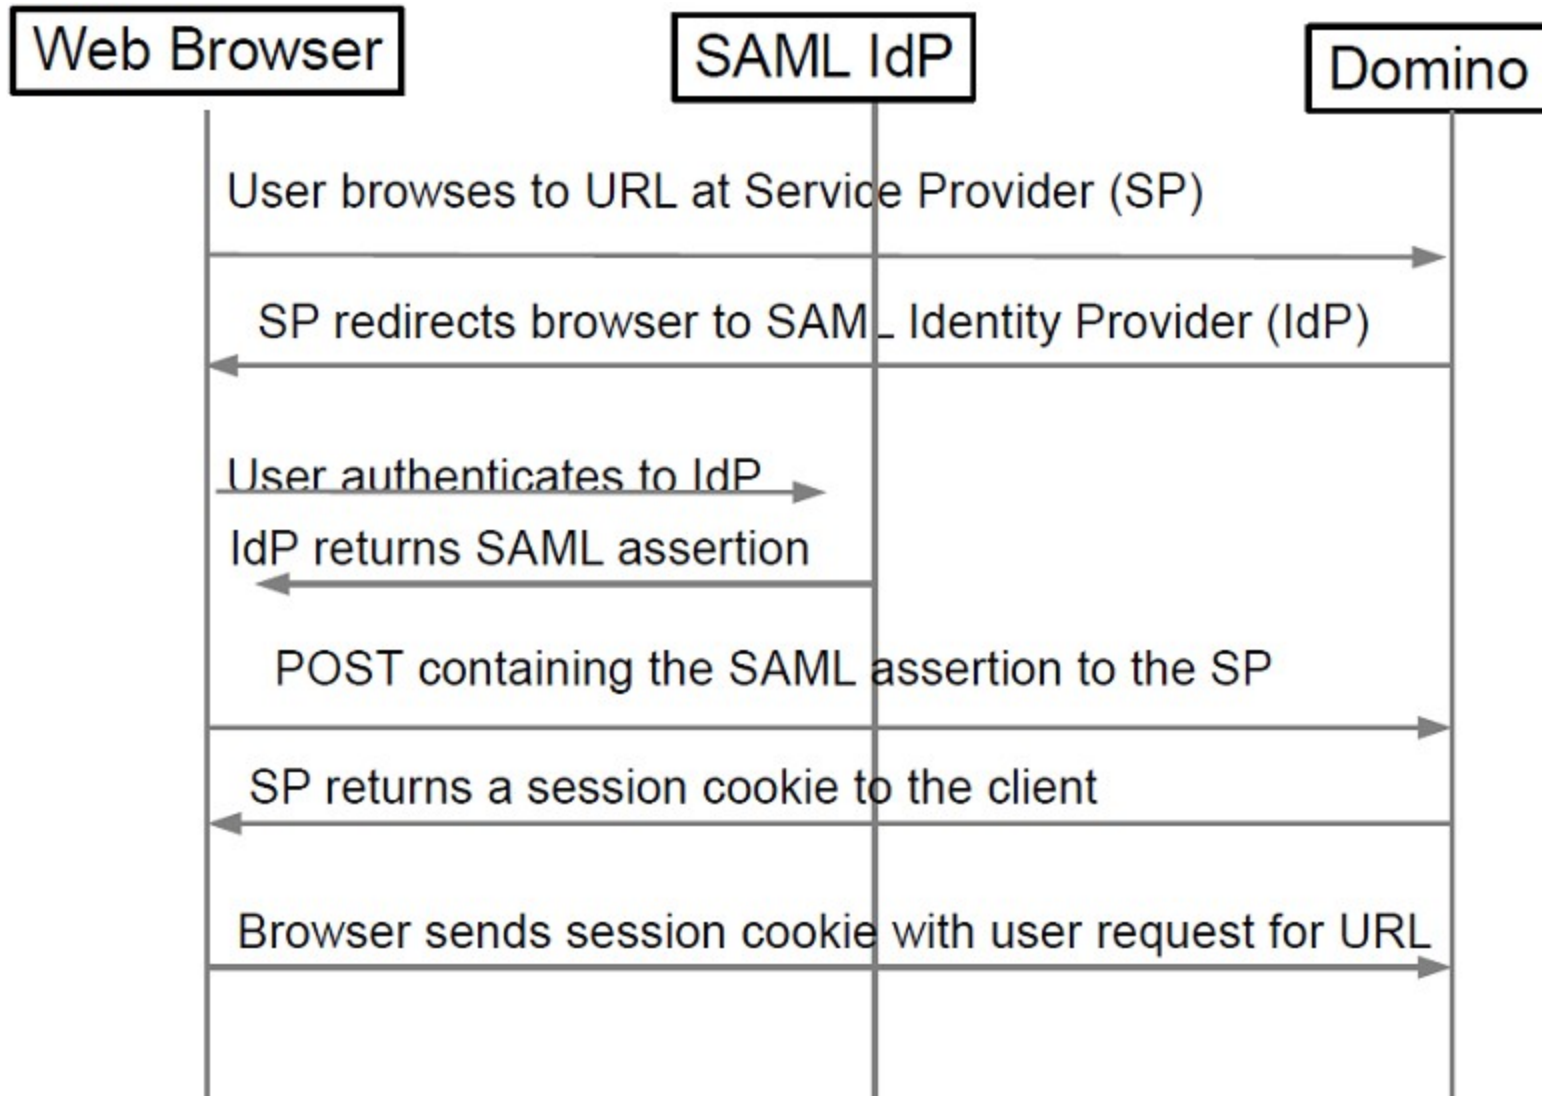 Web Browser
SAML IdP
Domino
User browses to URL at Service Provider (SP)
SP redirects browser to SAML Identity Provider (IdP)
User authenticates to IdP
IdP returns SAML assertion
POST containing the SAML assertion to the SP
SP returns a session cookie to the client
Browser sends session cookie with user request for URL